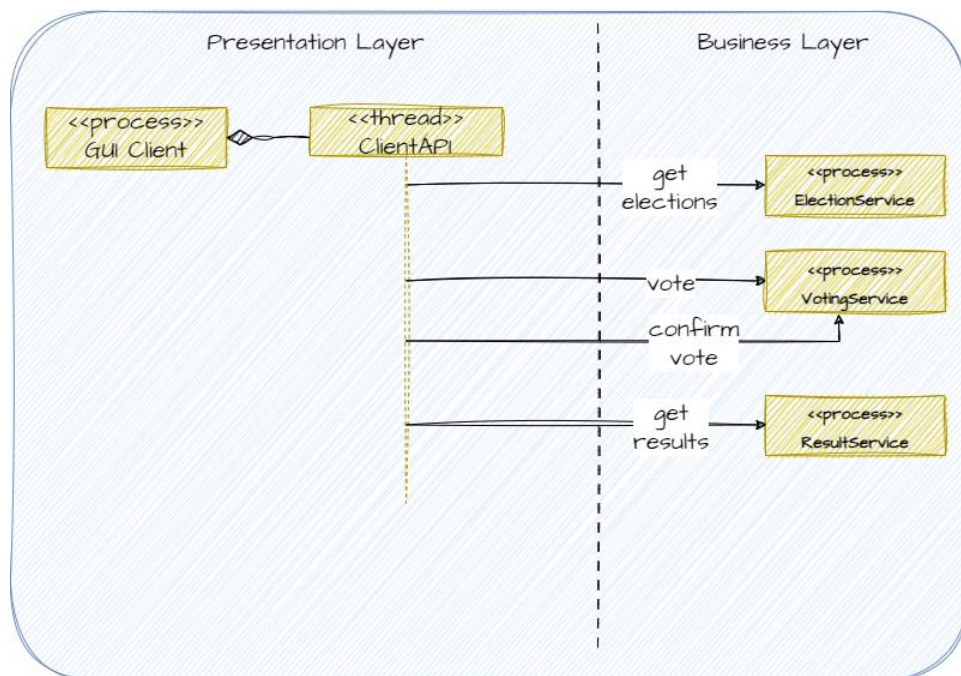 Presentation Layer
Business Layer
<<process>>
GUI Client
<<thread>>
ClientAPI
get
elections
<<process>>
ElectionService
vote
<<process>>
VotingService
confirm
vote
get
results
<<process>>
ResultService